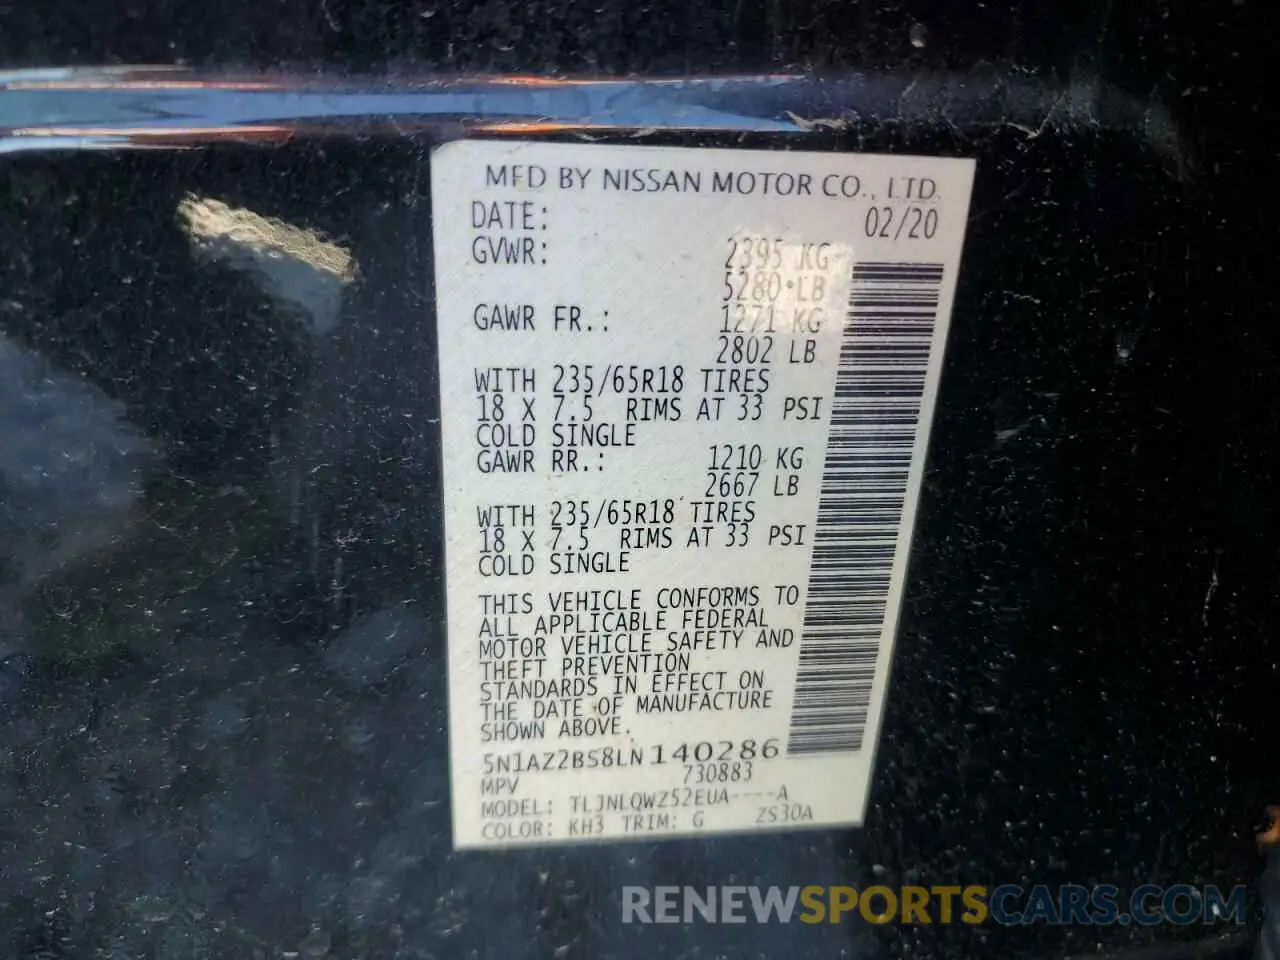 MFD BY NISSAN MOTOR CO., LTD.
DATE: 02/20
GVWR: 2395 KG
5280 LB
GAWR FR.: 1271 KG
2802 LB
WITH 235/65R18 TIRES
18 X 7.5 RIMS AT 33 PSI
COLD SINGLE
GAWR RR.: 1210 KG
2667 LB
WITH 235/65R18 TIRES
18 X 7.5 RIMS AT 33 PSI
COLD SINGLE
THIS VEHICLE CONFORMS TO
ALL APPLICABLE FEDERAL
MOTOR VEHICLE SAFETY AND
THEFT PREVENTION
STANDARDS IN EFFECT ON
THE DATE OF MANUFACTURE
SHOWN ABOVE.
5N1AZ2BS8LN140286
MPV 730883
MODEL: TLJNLQWZ52EUA----A
COLOR: KH3 TRIM: G ZS30A
RENEWSPORTSCARS.COM